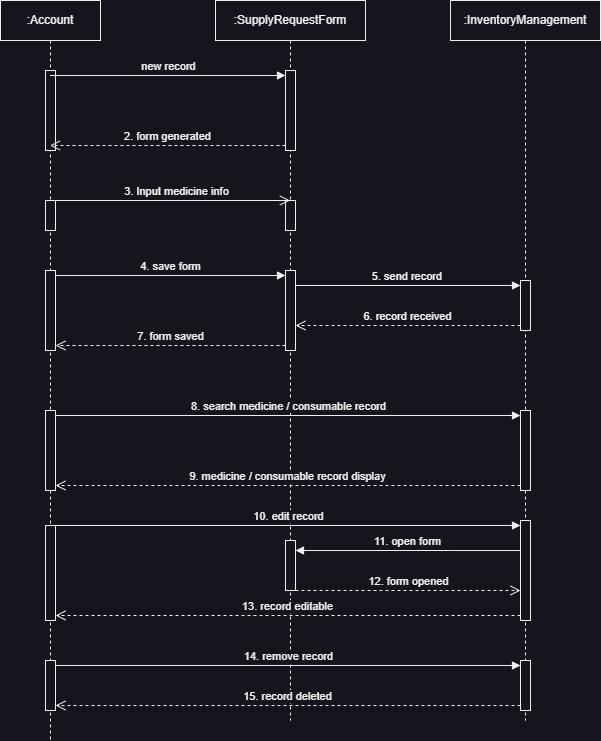 :Account
:SupplyRequestForm
:InventoryManagement
new record
2. form generated
3. Input medicine info
4. save form
5. send record
6. record received
7. form saved
8. search medicine / consumable record
9. medicine / consumable record display
10. edit record
11. open form
12. form opened
13. record editable
14. remove record
15. record deleted